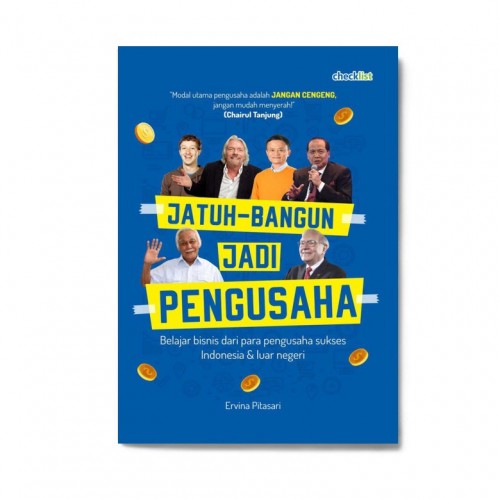 checklist
"Modal utama pengusaha adalah JANGAN CENGENG,
jangan mudah menyerah!"
(Chairul Tanjung)
JATUH-BANGUN
JADI
PENGUSAHA
Belajar bisnis dari para pengusaha sukses
Indonesia & luar negeri
Ervina Pitasari